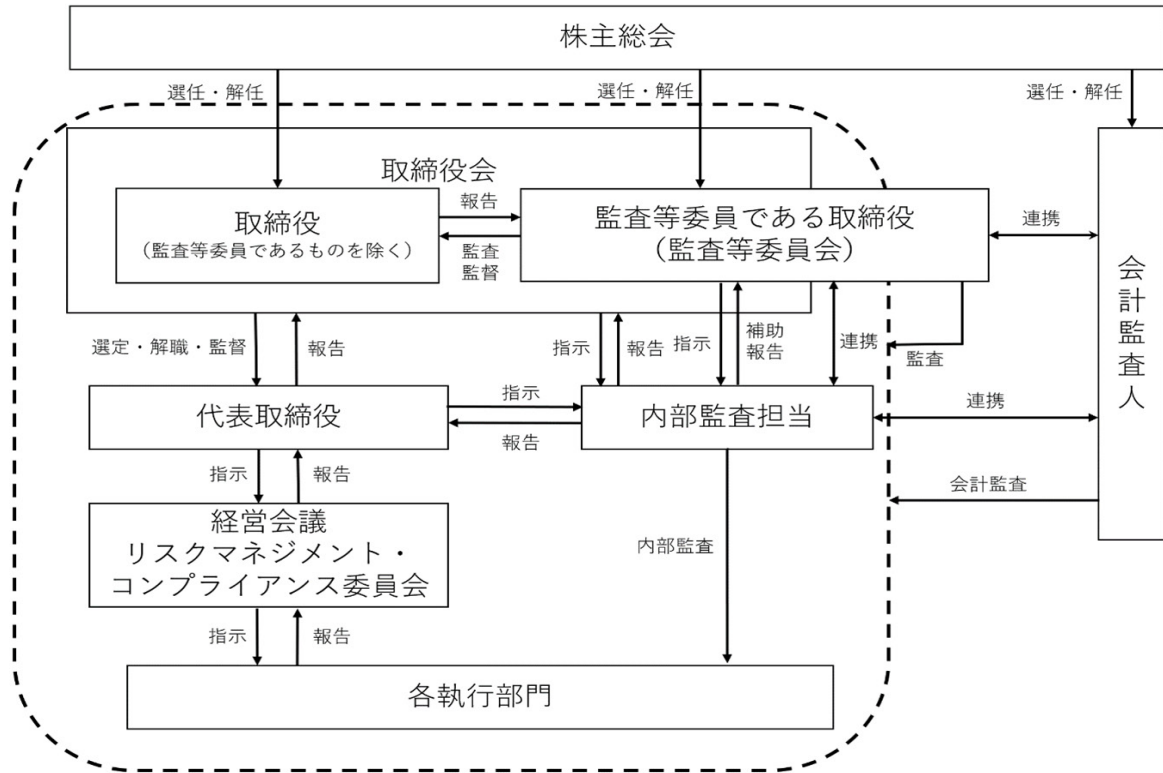 株主総会
選任・解任
選任・解任
選任・解任
取締役会
取締役
（監査等委員であるものを除く）
報告
監査
監督
監査等委員である取締役
（監査等委員会）
連携
会計監査人
選定・解職・監督
報告
指示
報告
指示
補助
報告
連携
監査
代表取締役
指示
報告
内部監査担当
連携
指示
報告
会計監査
経営会議
リスクマネジメント・
コンプライアンス委員会
内部監査
指示
報告
各執行部門